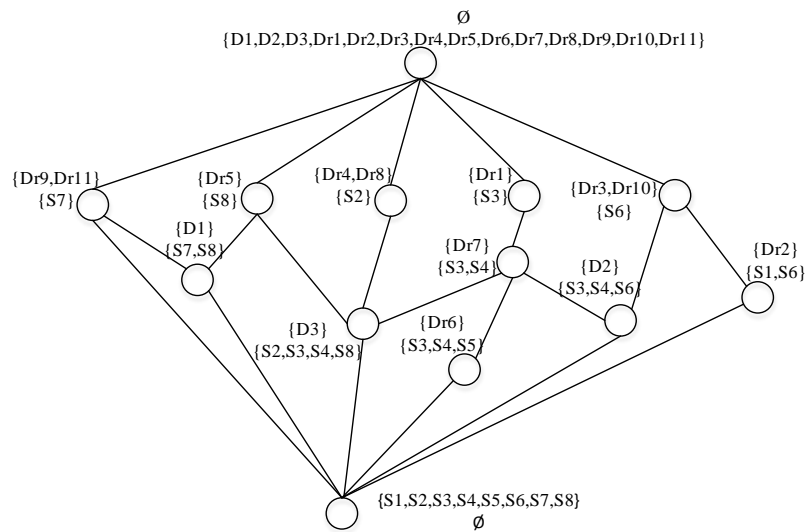 Ø
{D1,D2,D3,Dr1,Dr2,Dr3,Dr4,Dr5,Dr6,Dr7,Dr8,Dr9,Dr10,Dr11}
{Dr9,Dr11}
{S7}
{Dr5}
{S8}
{Dr4,Dr8}
{S2}
{Dr1}
{S3}
{Dr3,Dr10}
{S6}
{D1}
{S7,S8}
{Dr7}
{S3,S4}
{D2}
{S3,S4,S6}
{Dr2}
{S1,S6}
{D3}
{S2,S3,S4,S8}
{Dr6}
{S3,S4,S5}
{S1,S2,S3,S4,S5,S6,S7,S8}
Ø